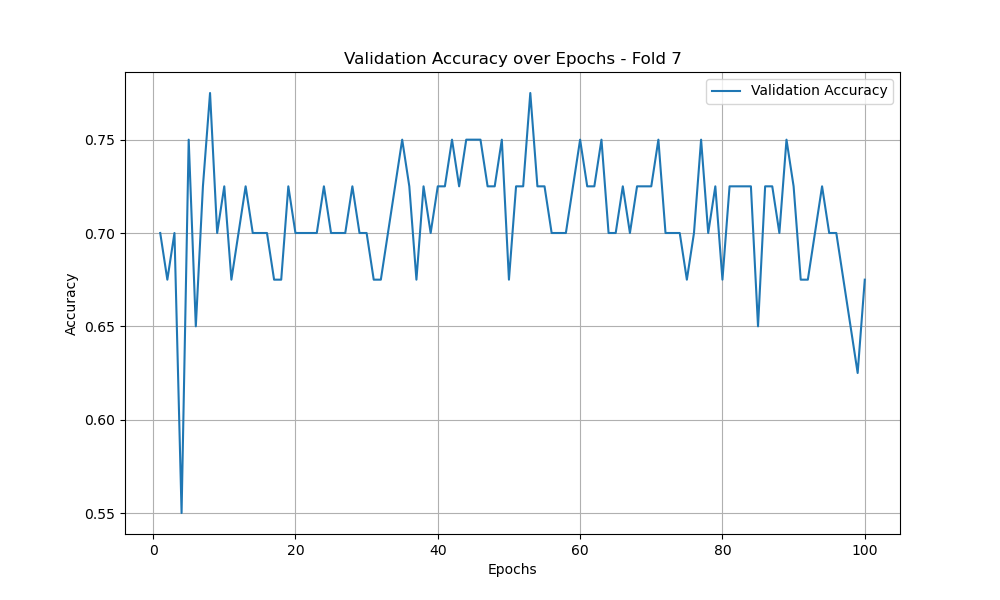 Validation Accuracy over Epochs - Fold 7
Validation Accuracy
Accuracy
0.75
0.70
0.65
0.60
0.55
0 20 40 60 80 100
Epochs